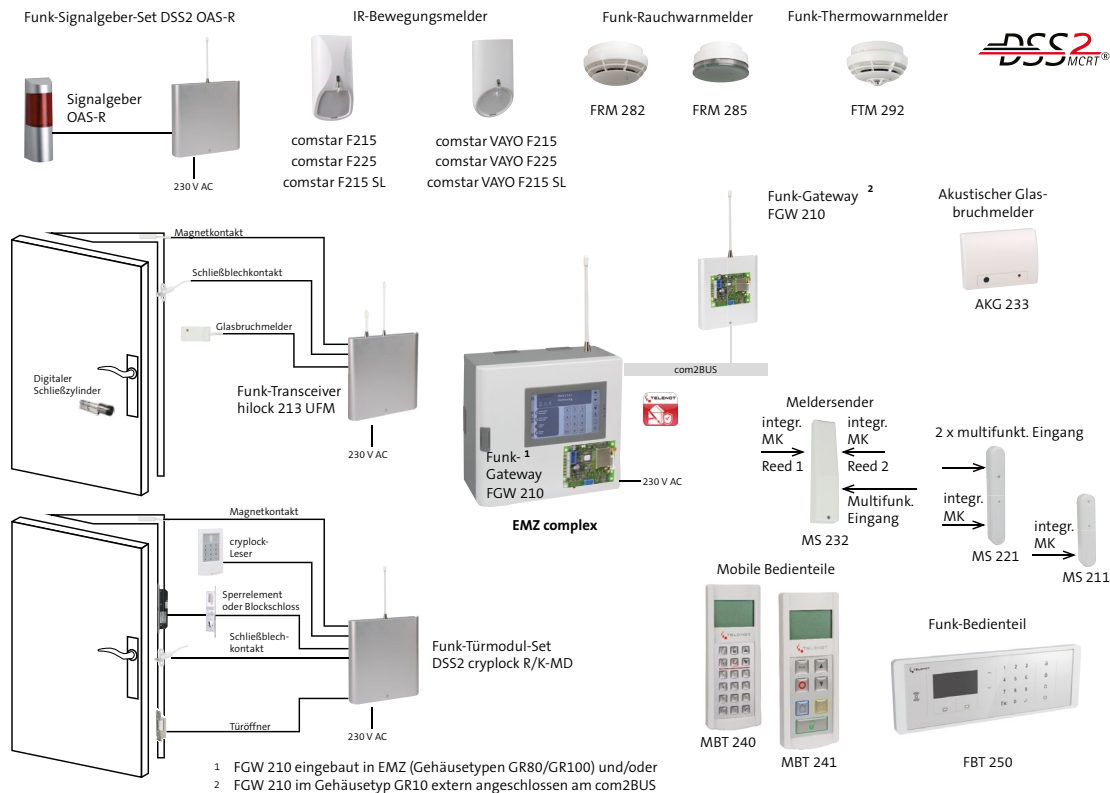 Funk-Signalgeber-Set DSS2 OAS-R
IR-Bewegungsmelder
Funk-Rauchwarnmelder
Funk-Thermowarnmelder
DSS2
MCRT®
Signalgeber
OAS-R
230 V AC
comstar F215
comstar F225
comstar F215 SL
comstar VAYO F215
comstar VAYO F225
comstar VAYO F215 SL
FRM 282
FRM 285
FTM 292
Magnetkontakt
Schließblechkontakt
Glasbruchmelder
Digitaler
Schließzylinder
Funk-Transceiver
hilock 213 UFM
230 V AC
Funk-Gateway 2
FGW 210
Akustischer Glas-
bruchmelder
AKG 233
com2BUS
TELENOT
Funk- 1
Gateway
FGW 210
230 V AC
EMZ complex
Meldersender
integr.
MK
Reed 1
integr.
MK
Reed 2
Multifunk.
Eingang
MS 232
2 x multifunkt. Eingang
integr.
MK
MS 221
integr.
MK
MS 211
Magnetkontakt
cryplock-
Leser
Sperrelement
oder Blockschloss
Schließblech-
kontakt
Türöffner
Funk-Türmodul-Set
DSS2 cryplock R/K-MD
230 V AC
Mobile Bedienteile
TELENOT
TELENOT
MBT 240
MBT 241
Funk-Bedienteil
TELENOT
FBT 250
1 FGW 210 eingebaut in EMZ (Gehäusetypen GR80/GR100) und/oder
2 FGW 210 im Gehäusetyp GR10 extern angeschlossen am com2BUS